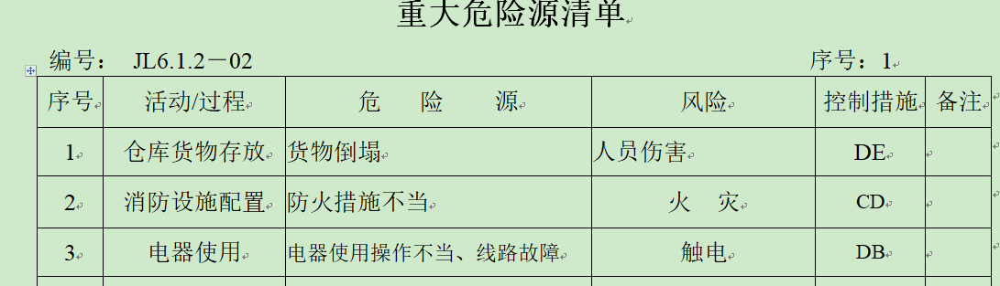 重大危险源清单
编号： JL6.1.2－02 序号：1
序号 活动/过程 危 险 源 风险 控制措施 备注
1 仓库货物存放 货物倒塌 人员伤害 DE
2 消防设施配置 防火措施不当 火 灾 CD
3 电器使用 电器使用操作不当、线路故障 触电 DB